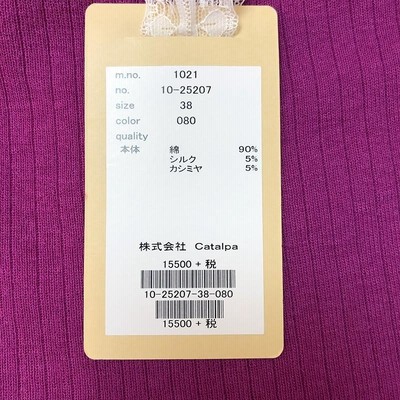 m.no. 1021
no. 10-25207
size 38
color 080
quality
本体 綿 90%
シルク 5%
カシミヤ 5%
株式会社 Catalpa
15500 + 税
10-25207-38-080
15500 + 税